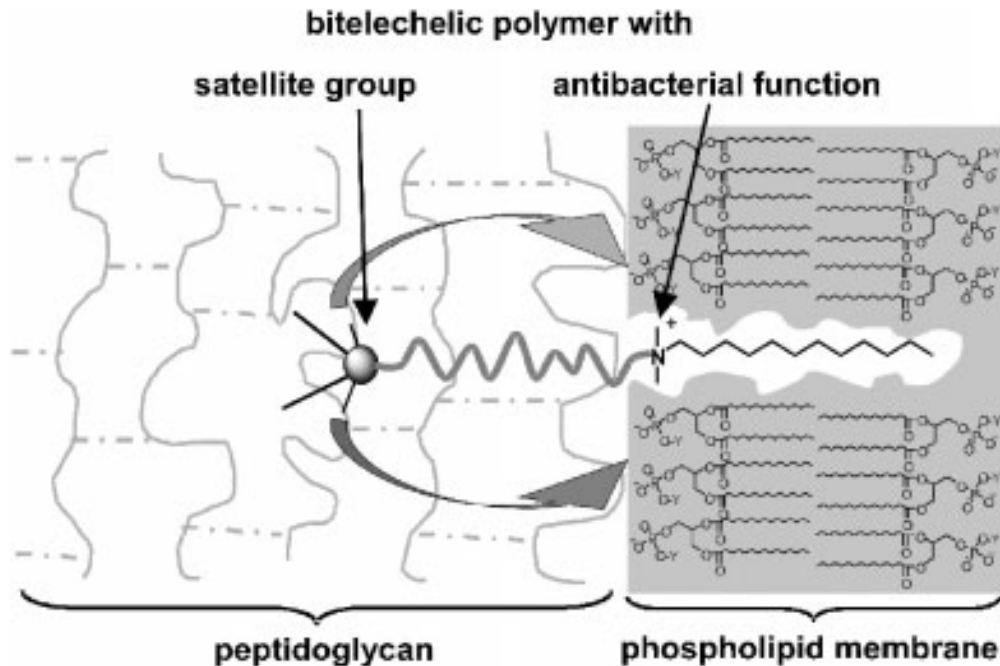 bitelechelic polymer with
satellite group
antibacterial function
+
N
peptidoglycan
phospholipid membrane